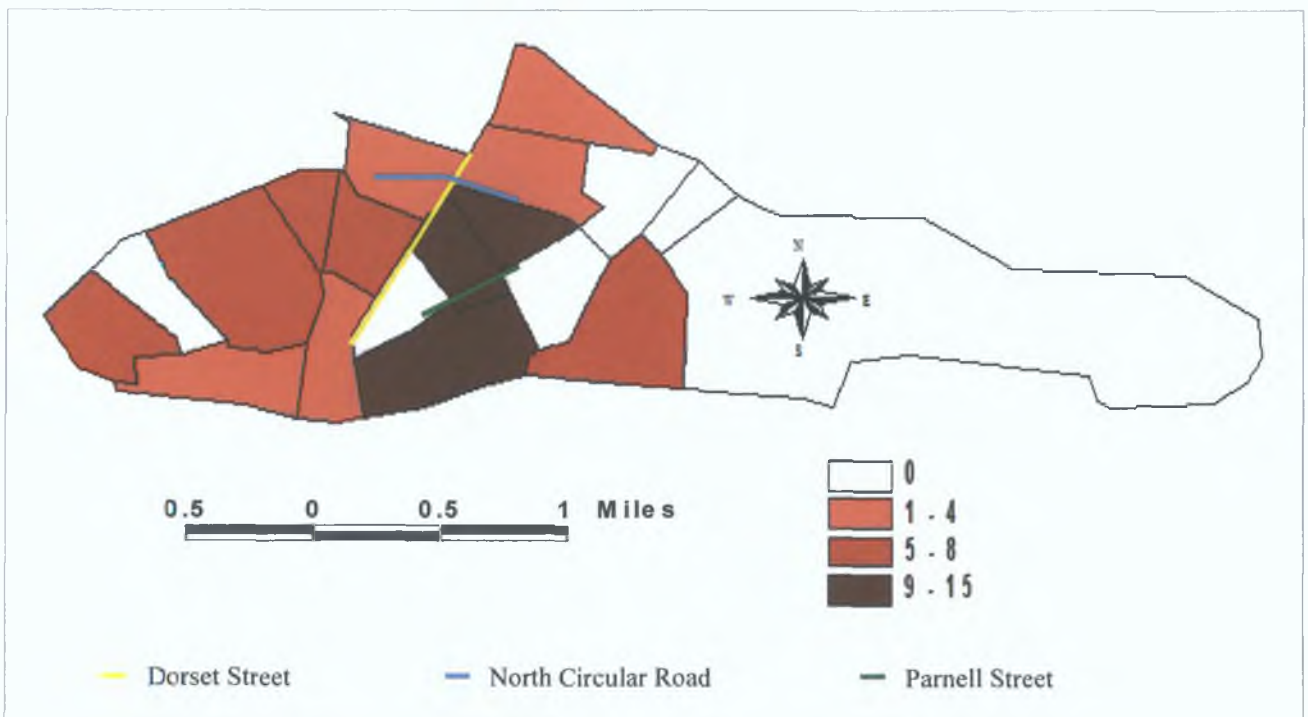 N
W E
S
0
0.5 0 0.5 1 Miles
1 - 4
5 - 8
9 - 15
Dorset Street North Circular Road Parnell Street